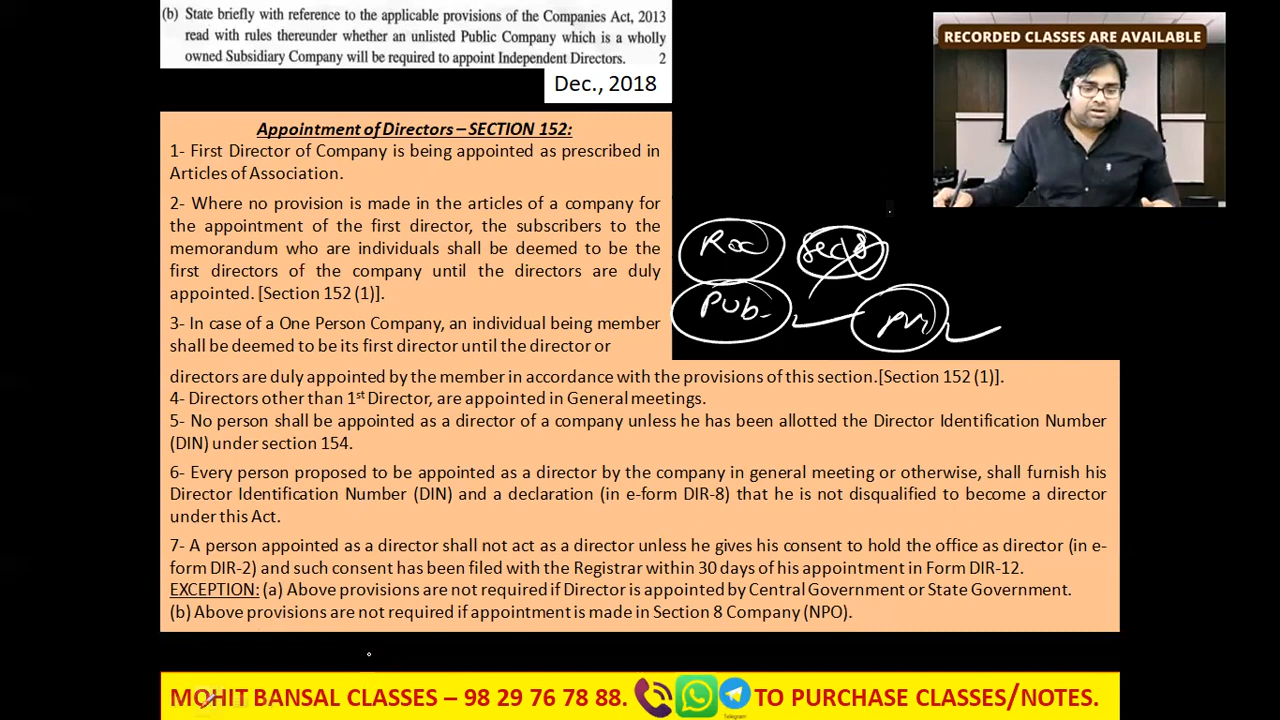 (b) State briefly with reference to the applicable provisions of the Companies Act, 2013
read with rules thereunder whether an unlisted Public Company which is a wholly
owned Subsidiary Company will be required to appoint Independent Directors. 2
Dec., 2018
RECORDED CLASSES ARE AVAILABLE
Appointment of Directors – SECTION 152:
1- First Director of Company is being appointed as prescribed in
Articles of Association.
2- Where no provision is made in the articles of a company for
the appointment of the first director, the subscribers to the
memorandum who are individuals shall be deemed to be the
first directors of the company until the directors are duly
appointed. [Section 152 (1)].
3- In case of a One Person Company, an individual being member
shall be deemed to be its first director until the director or
Roc Sec 8
Pub.
directors are duly appointed by the member in accordance with the provisions of this section.[Section 152 (1)].
4- Directors other than 1st Director, are appointed in General meetings.
5- No person shall be appointed as a director of a company unless he has been allotted the Director Identification Number
(DIN) under section 154.
6- Every person proposed to be appointed as a director by the company in general meeting or otherwise, shall furnish his
Director Identification Number (DIN) and a declaration (in e-form DIR-8) that he is not disqualified to become a director
under this Act.
7- A person appointed as a director shall not act as a director unless he gives his consent to hold the office as director (in e-
form DIR-2) and such consent has been filed with the Registrar within 30 days of his appointment in Form DIR-12.
EXCEPTION: (a) Above provisions are not required if Director is appointed by Central Government or State Government.
(b) Above provisions are not required if appointment is made in Section 8 Company (NPO).
MOHIT BANSAL CLASSES – 98 29 76 78 88. TO PURCHASE CLASSES/NOTES.
Telegram